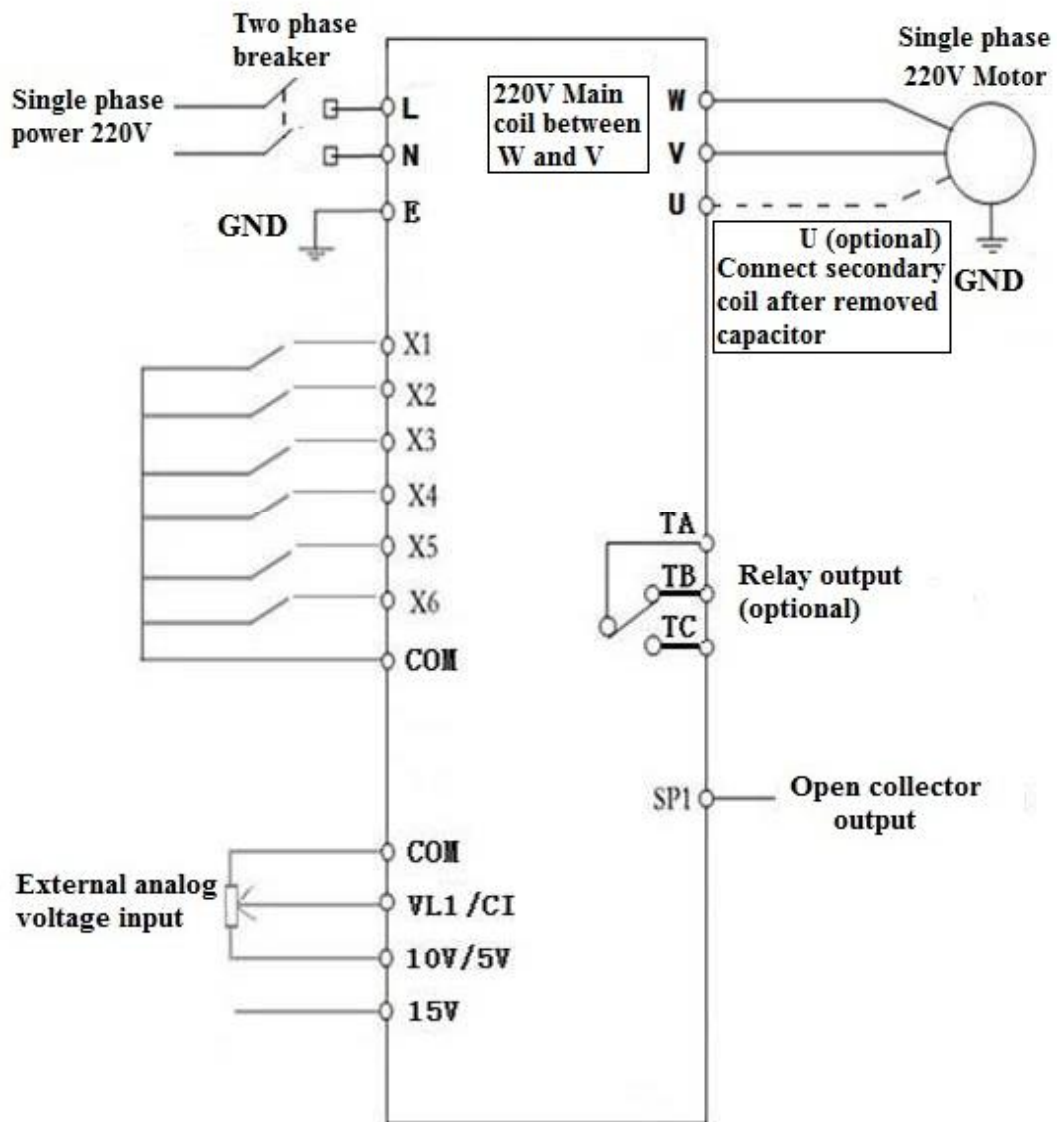 Two phase
breaker
Single phase
power 220V
L
N
E
GND
220V Main
coil between
W and V
W
V
U
Single phase
220V Motor
U (optional)
Connect secondary
coil after removed
capacitor
GND
X1
X2
X3
X4
X5
X6
COM
TA
TB
TC
Relay output
(optional)
SP1
Open collector
output
External analog
voltage input
COM
VL1/CI
10V/5V
15V